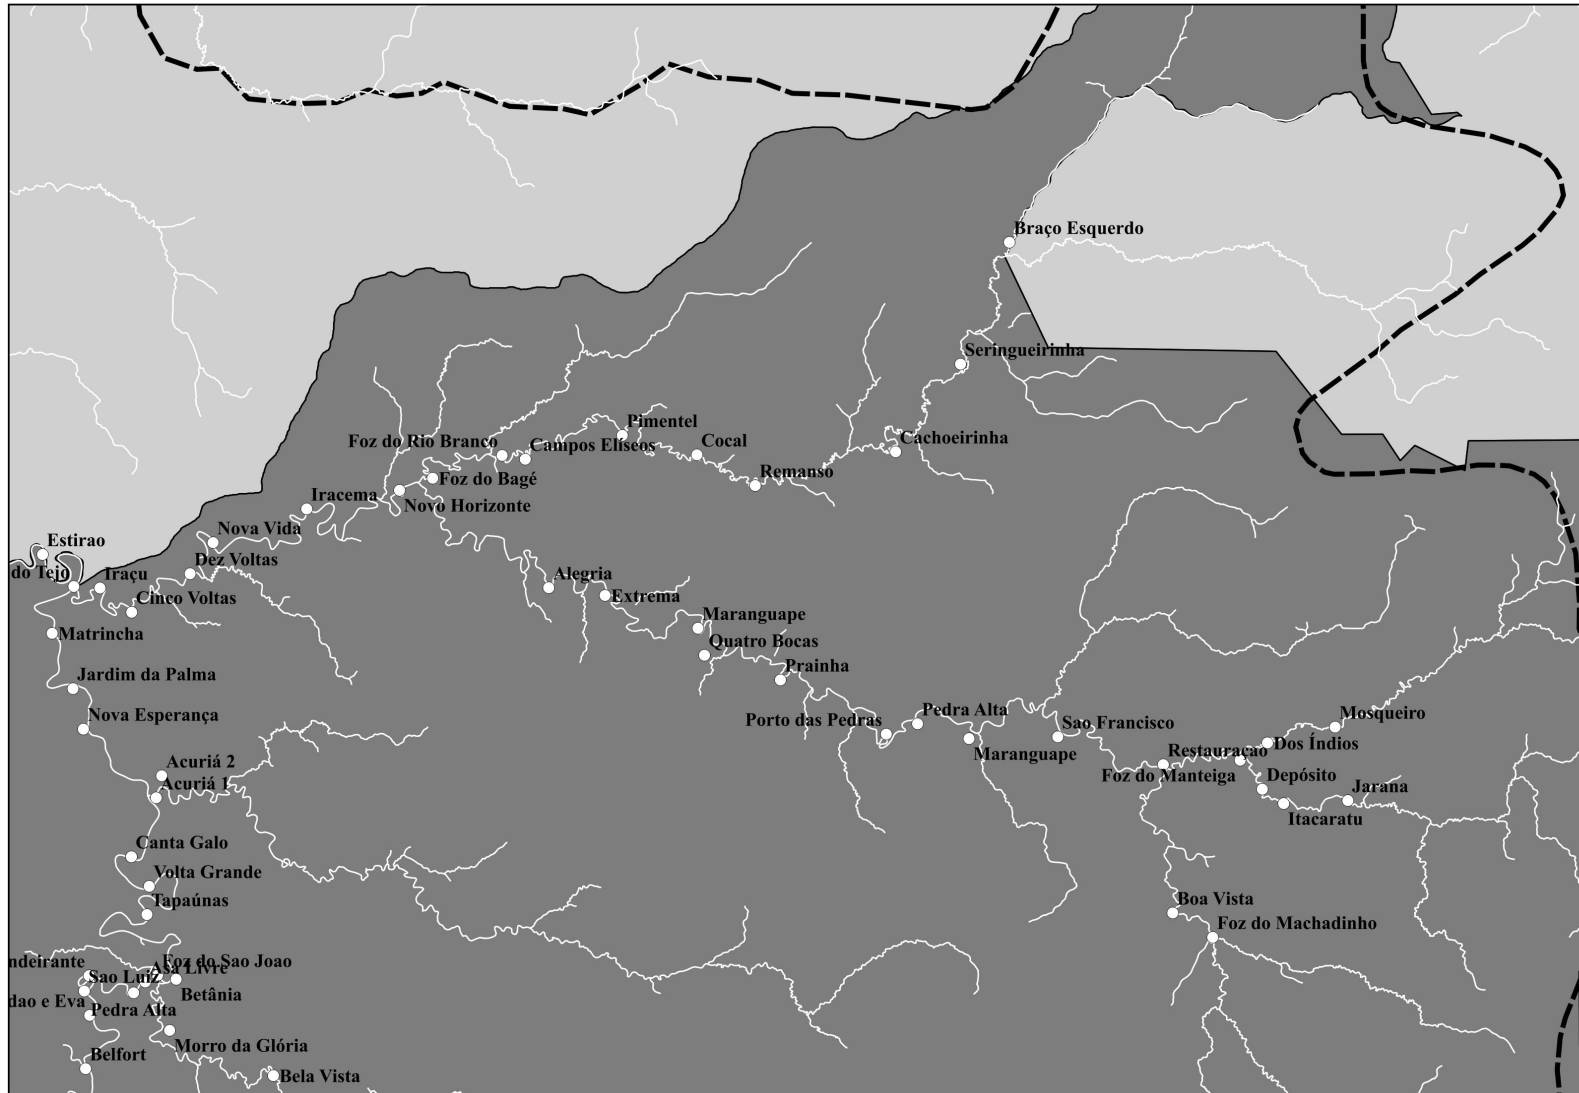 Braço Esquerdo
Seringueirinha
Pimentel
Foz do Rio Branco
Campos Elíseos
Cocal
Cachoeirinha
Remanso
Foz do Bagé
Iracema
Novo Horizonte
Nova Vida
Estirao
Dez Voltas
do Tejo
Iraçu
Alegria
Extrema
Cinco Voltas
Maranguape
Matrincha
Quatro Bocas
Prainha
Jardim da Palma
Nova Esperança
Porto das Pedras
Pedra Alta
Sao Francisco
Mosqueiro
Maranguape
Restauraçao
Dos Índios
Acuriá 2
Foz do Manteiga
Depósito
Acuriá 1
Jarana
Itacaratu
Canta Galo
Volta Grande
Tapaúnas
Boa Vista
Foz do Machadinho
ndeirante
Foz do Sao Joao
Asa Livre
Sao Luiz
Betânia
dao e Eva
Pedra Alta
Morro da Glória
Belfort
Bela Vista